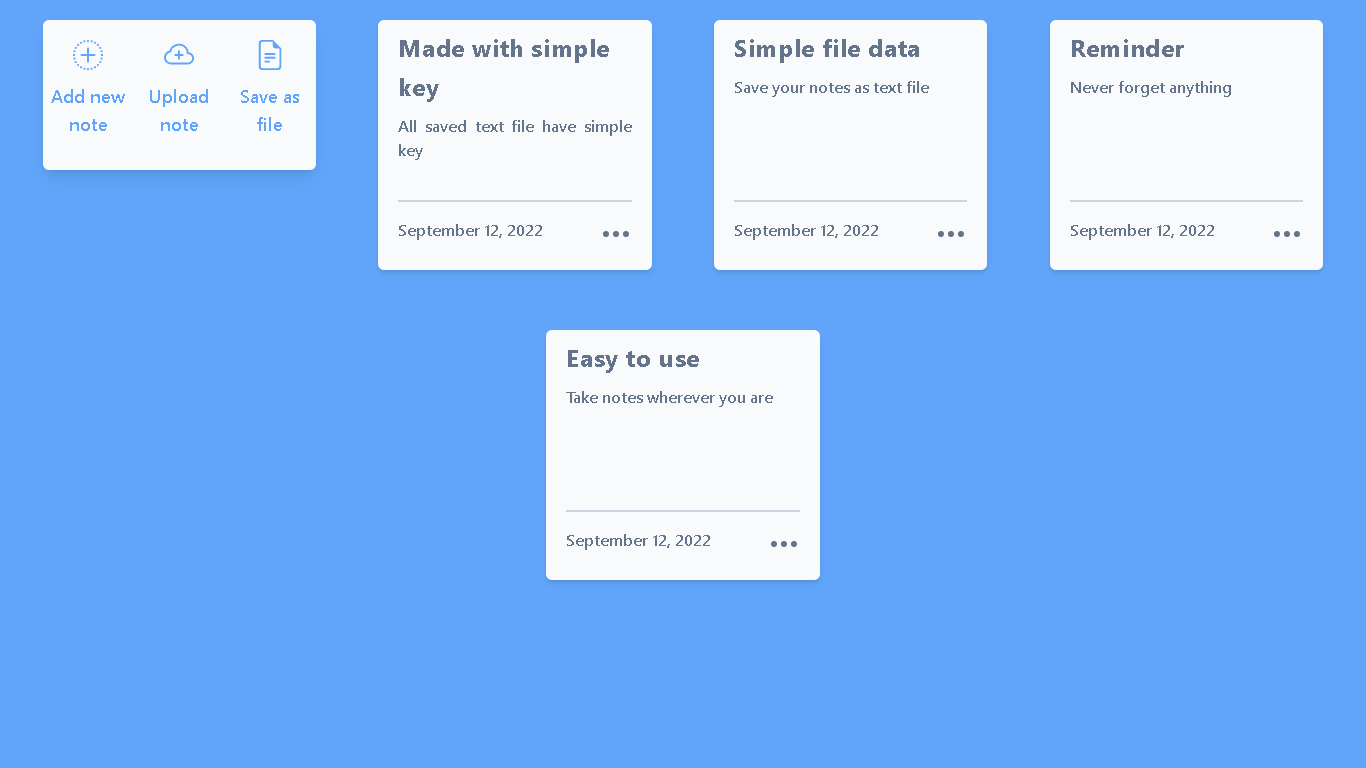 Add new
note
Upload
note
Save as
file
Made with simple
key
All saved text file have simple
key
September 12, 2022
Simple file data
Save your notes as text file
September 12, 2022
Reminder
Never forget anything
September 12, 2022
Easy to use
Take notes wherever you are
September 12, 2022